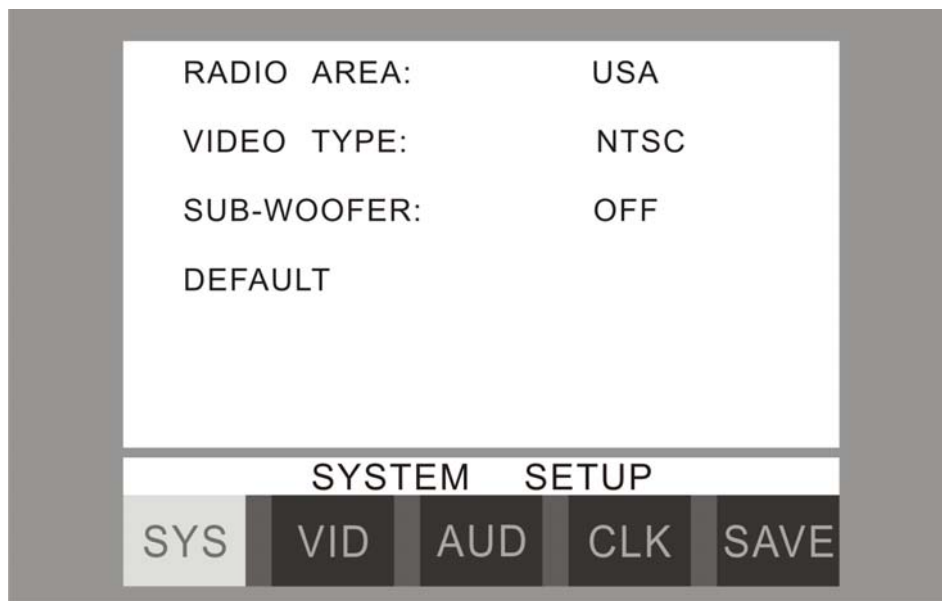 RADIO AREA: USA
VIDEO TYPE: NTSC
SUB-WOOFER: OFF
DEFAULT
SYSTEM SETUP
SYS VID AUD CLK SAVE